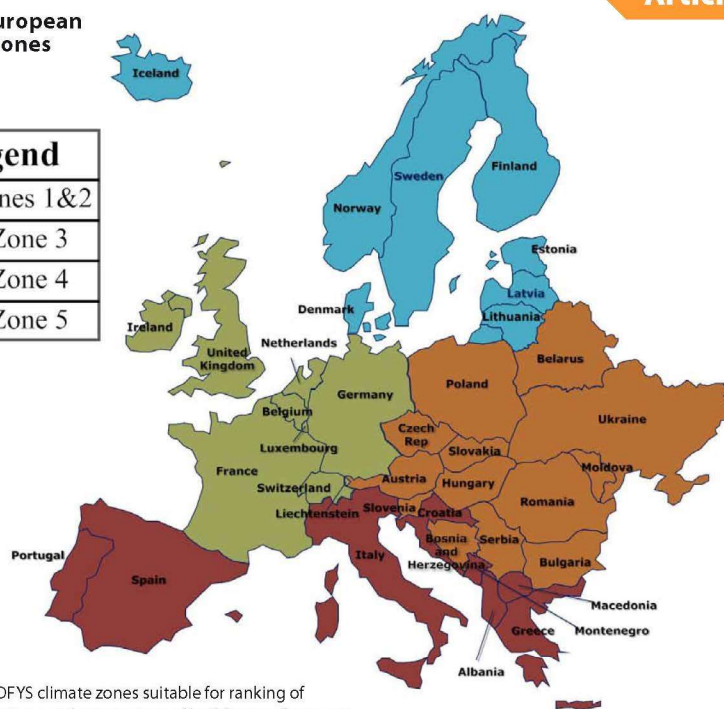 uropean
ones
Articl
Iceland
gend
nes 1&2
Zone 3
Zone 4
Zone 5
Sweden
Finland
Norway
Estonia
Latvia
Denmark
Lithuania
Ireland
Netherlands
United
Kingdom
Belarus
Poland
Germany
Belgium
Ukraine
Czech
Rep
Luxembourg
Slovakia
Moldova
France
Switzerland
Austria
Hungary
Romania
Liechtenstein
Slovenia
Croatia
Bosnia
and
Herzegovina
Serbia
Portugal
Italy
Bulgaria
Spain
Macedonia
Greece
Montenegro
Albania
OFYS climate zones suitable for ranking of